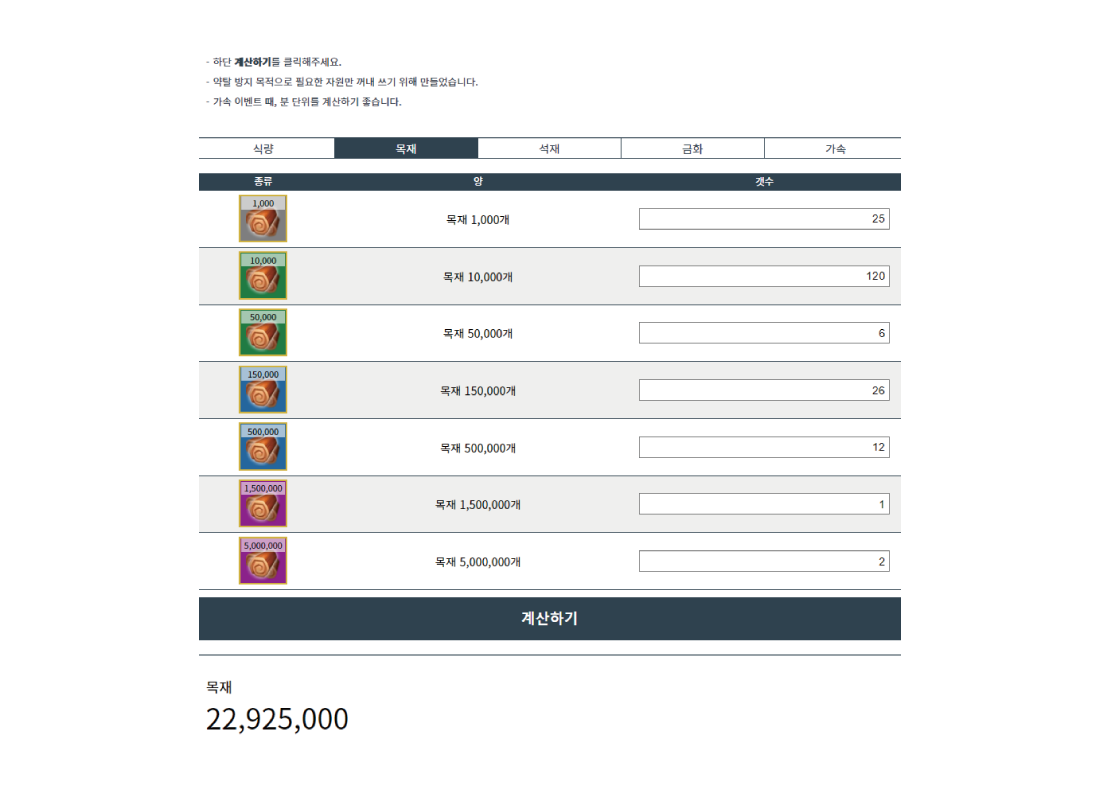 - 하단 계산하기를 클릭해주세요.
- 약탈 방지 목적으로 필요한 자원만 꺼내 쓰기 위해 만들었습니다.
- 가속 이벤트 때, 분 단위를 계산하기 좋습니다.
식량 목재 석재 금화 가속
종류 양 갯수
1,000 목재 1,000개 25
10,000 목재 10,000개 120
50,000 목재 50,000개 6
150,000 목재 150,000개 26
500,000 목재 500,000개 12
1,500,000 목재 1,500,000개 1
5,000,000 목재 5,000,000개 2
계산하기
목재
22,925,000